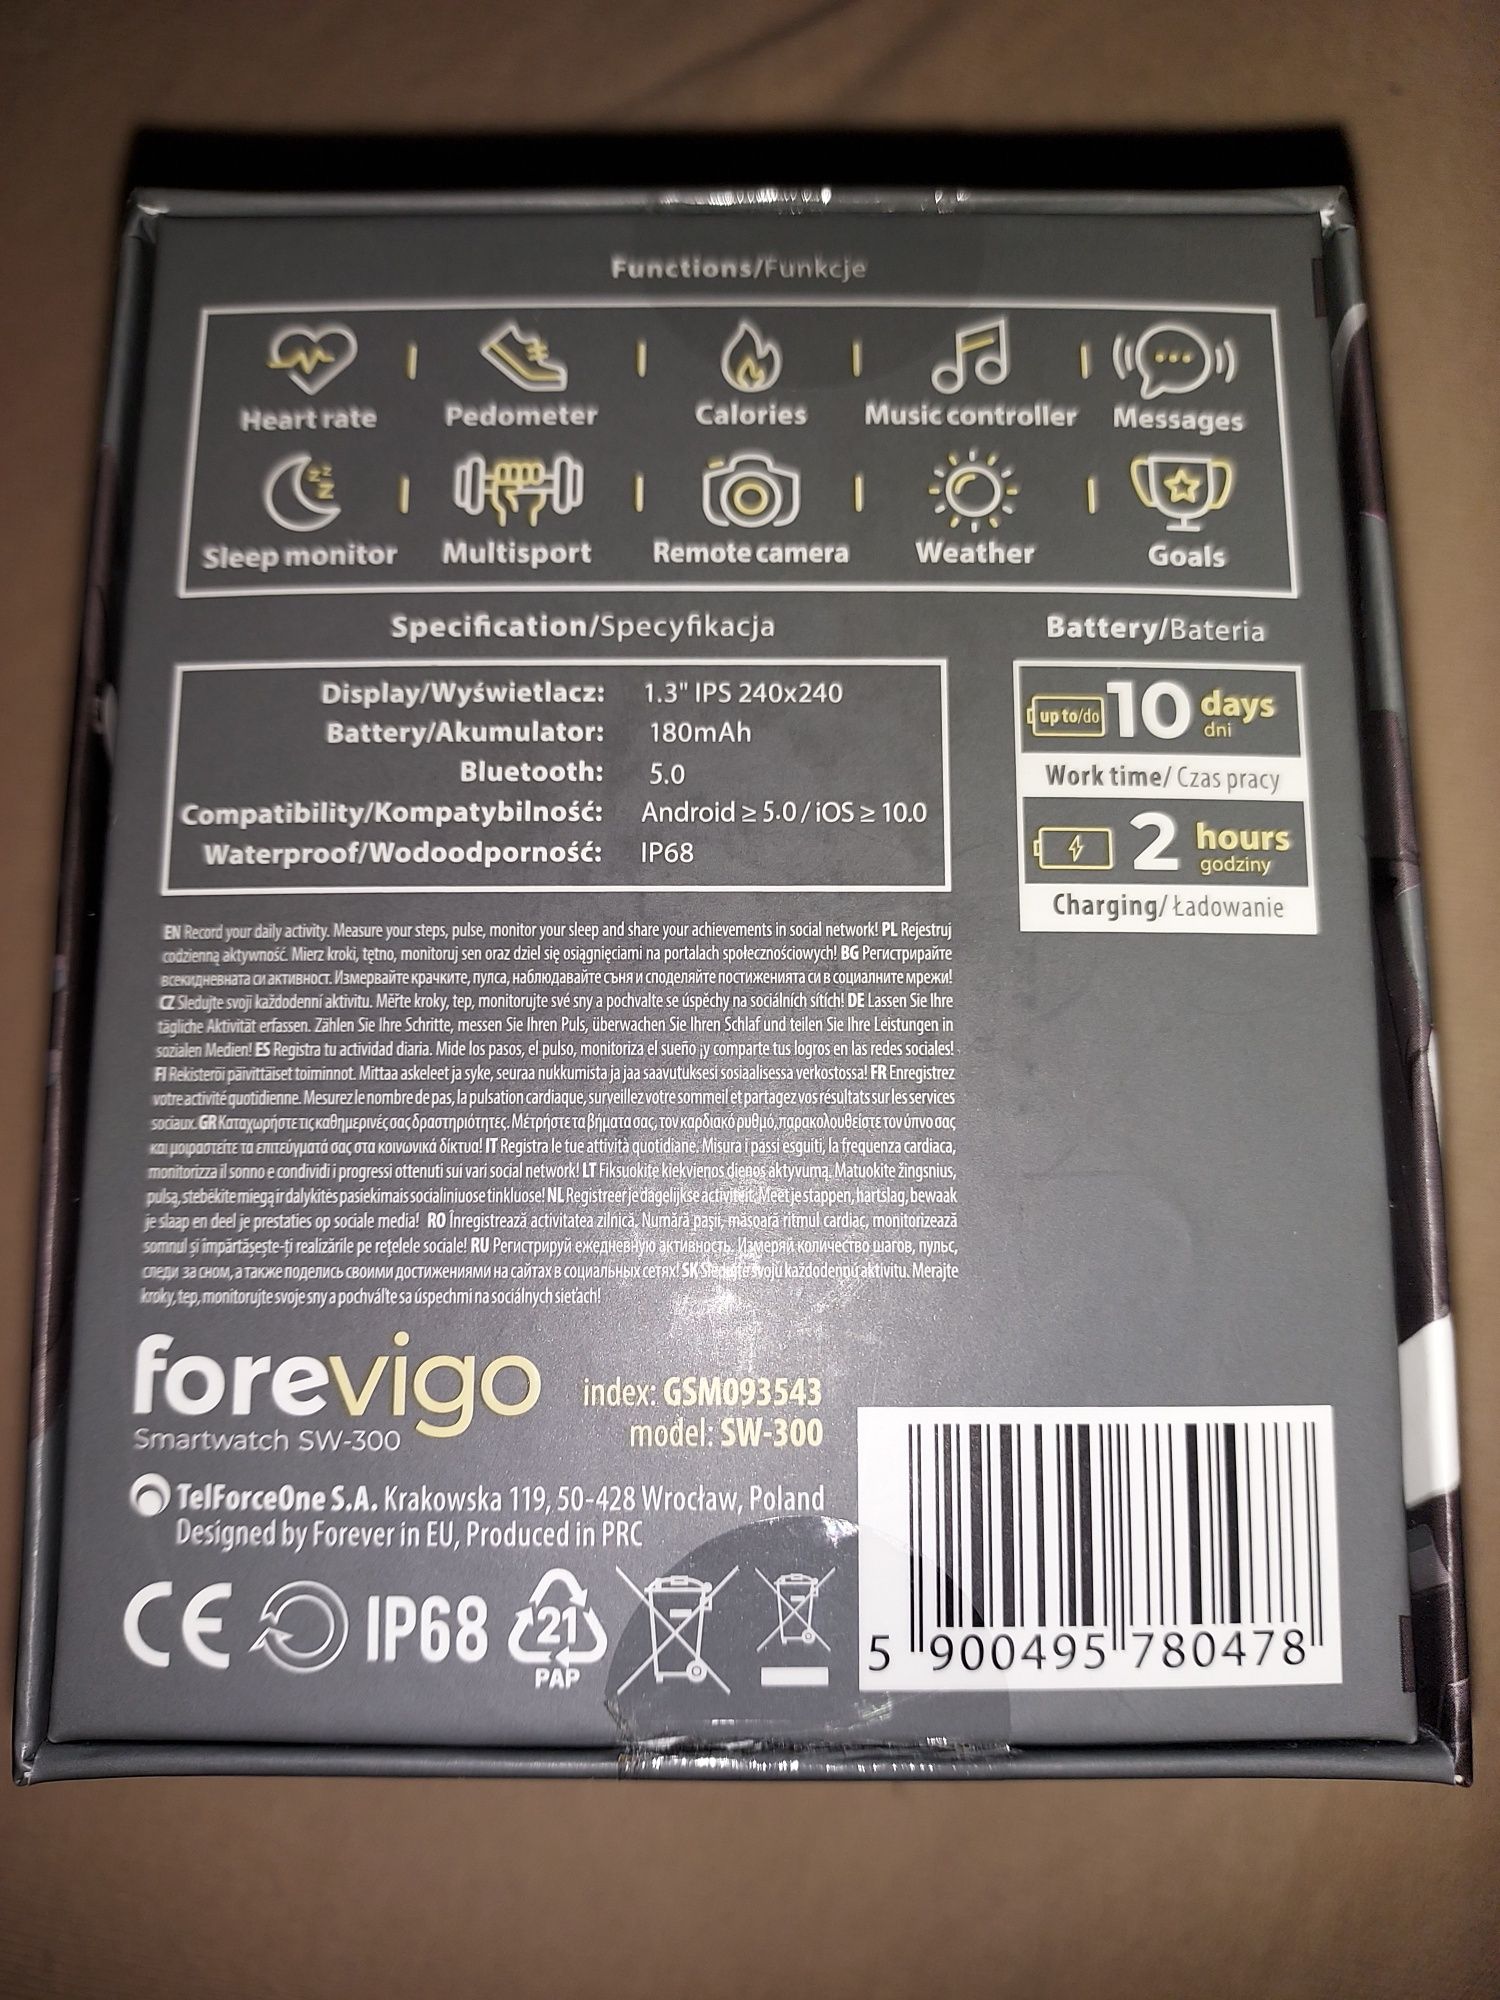 Functions/Funkcje
Heart rate
Pedometer
Calories
Music controller
Messages
Sleep monitor
Multisport
Remote camera
Weather
Goals
Specification/Specyfikacja
Display/Wyświetlacz: 1.3" IPS 240x240
Battery/Akumulator: 180mAh
Bluetooth: 5.0
Compatibility/Kompatybilność: Android ≥ 5.0 / iOS ≥ 10.0
Waterproof/Wodoodporność: IP68
Battery/Bateria
up to/do 10 days
dni
Work time/ Czas pracy
2 hours
godziny
Charging/Ładowanie
EN Record your daily activity. Measure your steps, pulse, monitor your sleep and share your achievements in social network! PL Rejestruj
codzienną aktywność. Mierz kroki, tętno, monitoruj sen oraz dziel się osiągnięciami na portalach społecznościowych! BG Регистрирайте
всекидневната си активност. Измервайте крачките, пулса, наблюдавайте съня и споделяйте постиженията си в социалните мрежи!
CZ Sledujte svoji každodenní aktivitu. Měřte kroky, tep, monitorujte své sny a pochvalte se úspěchy na sociálních sítích! DE Lassen Sie Ihre
tägliche Aktivität erfassen. Zählen Sie Ihre Schritte, messen Sie Ihren Puls, überwachen Sie Ihren Schlaf und teilen Sie Ihre Leistungen in
sozialen Medien! ES Registra tu actividad diaria. Mide los pasos, el pulso, monitoriza el sueño ¡y comparte tus logros en las redes sociales!
FI Rekisteröi päivittäiset toiminnot. Mittaa askeleet ja syke, seuraa nukkumista ja jaa saavutuksesi sosiaalisessa verkostossa! FR Enregistrez
votre activité quotidienne. Mesurez le nombre de pas, la pulsation cardiaque, surveillez votre sommeil et partagez vos résultats sur les services
sociaux. GR Καταχωρήστε τις καθημερινές σας δραστηριότητες. Μετρήστε τα βήματα σας, τον καρδιακό ρυθμό, παρακολουθείστε τον ύπνο σας
και μοιραστείτε τα επιτεύγματά σας στα κοινωνικά δίκτυα! IT Registra le tue attività quotidiane. Misura i passi esguiti, la frequenza cardiaca,
monitorizza il sonno e condividi i progressi ottenuti sui vari social network! LT Fiksuokite kiekvienos dienos aktyvumą. Matuokite žingsnius,
pulsą, stebėkite miegą ir dalykitės pasiekimais socialiniuose tinkluose! NL Registreer je dagelijkse activiteit. Meet je stappen, hartslag, bewaak
je slaap en deel je prestaties op sociale media! RO Înregistrează activitatea zilnică. Numără pașii, măsoară ritmul cardiac, monitorizează
somnul și împărtășește-ți realizările pe rețelele sociale! RU Регистрируй ежедневную активность. Измеряй количество шагов, пульс,
следи за сном, а также поделись своими достижениями на сайтах в социальных сетях! SK Sledujte svoju každodennú aktivitu. Merajte
kroky, tep, monitorujte svoje sny a pochváľte sa úspechmi na sociálnych sieťach!
forevigo
Smartwatch SW-300
index: GSM093543
model: SW-300
TelForceOne S.A. Krakowska 119, 50-428 Wrocław, Poland
Designed by Forever in EU, Produced in PRC
CE IP68 21
PAP
5 900495 780478